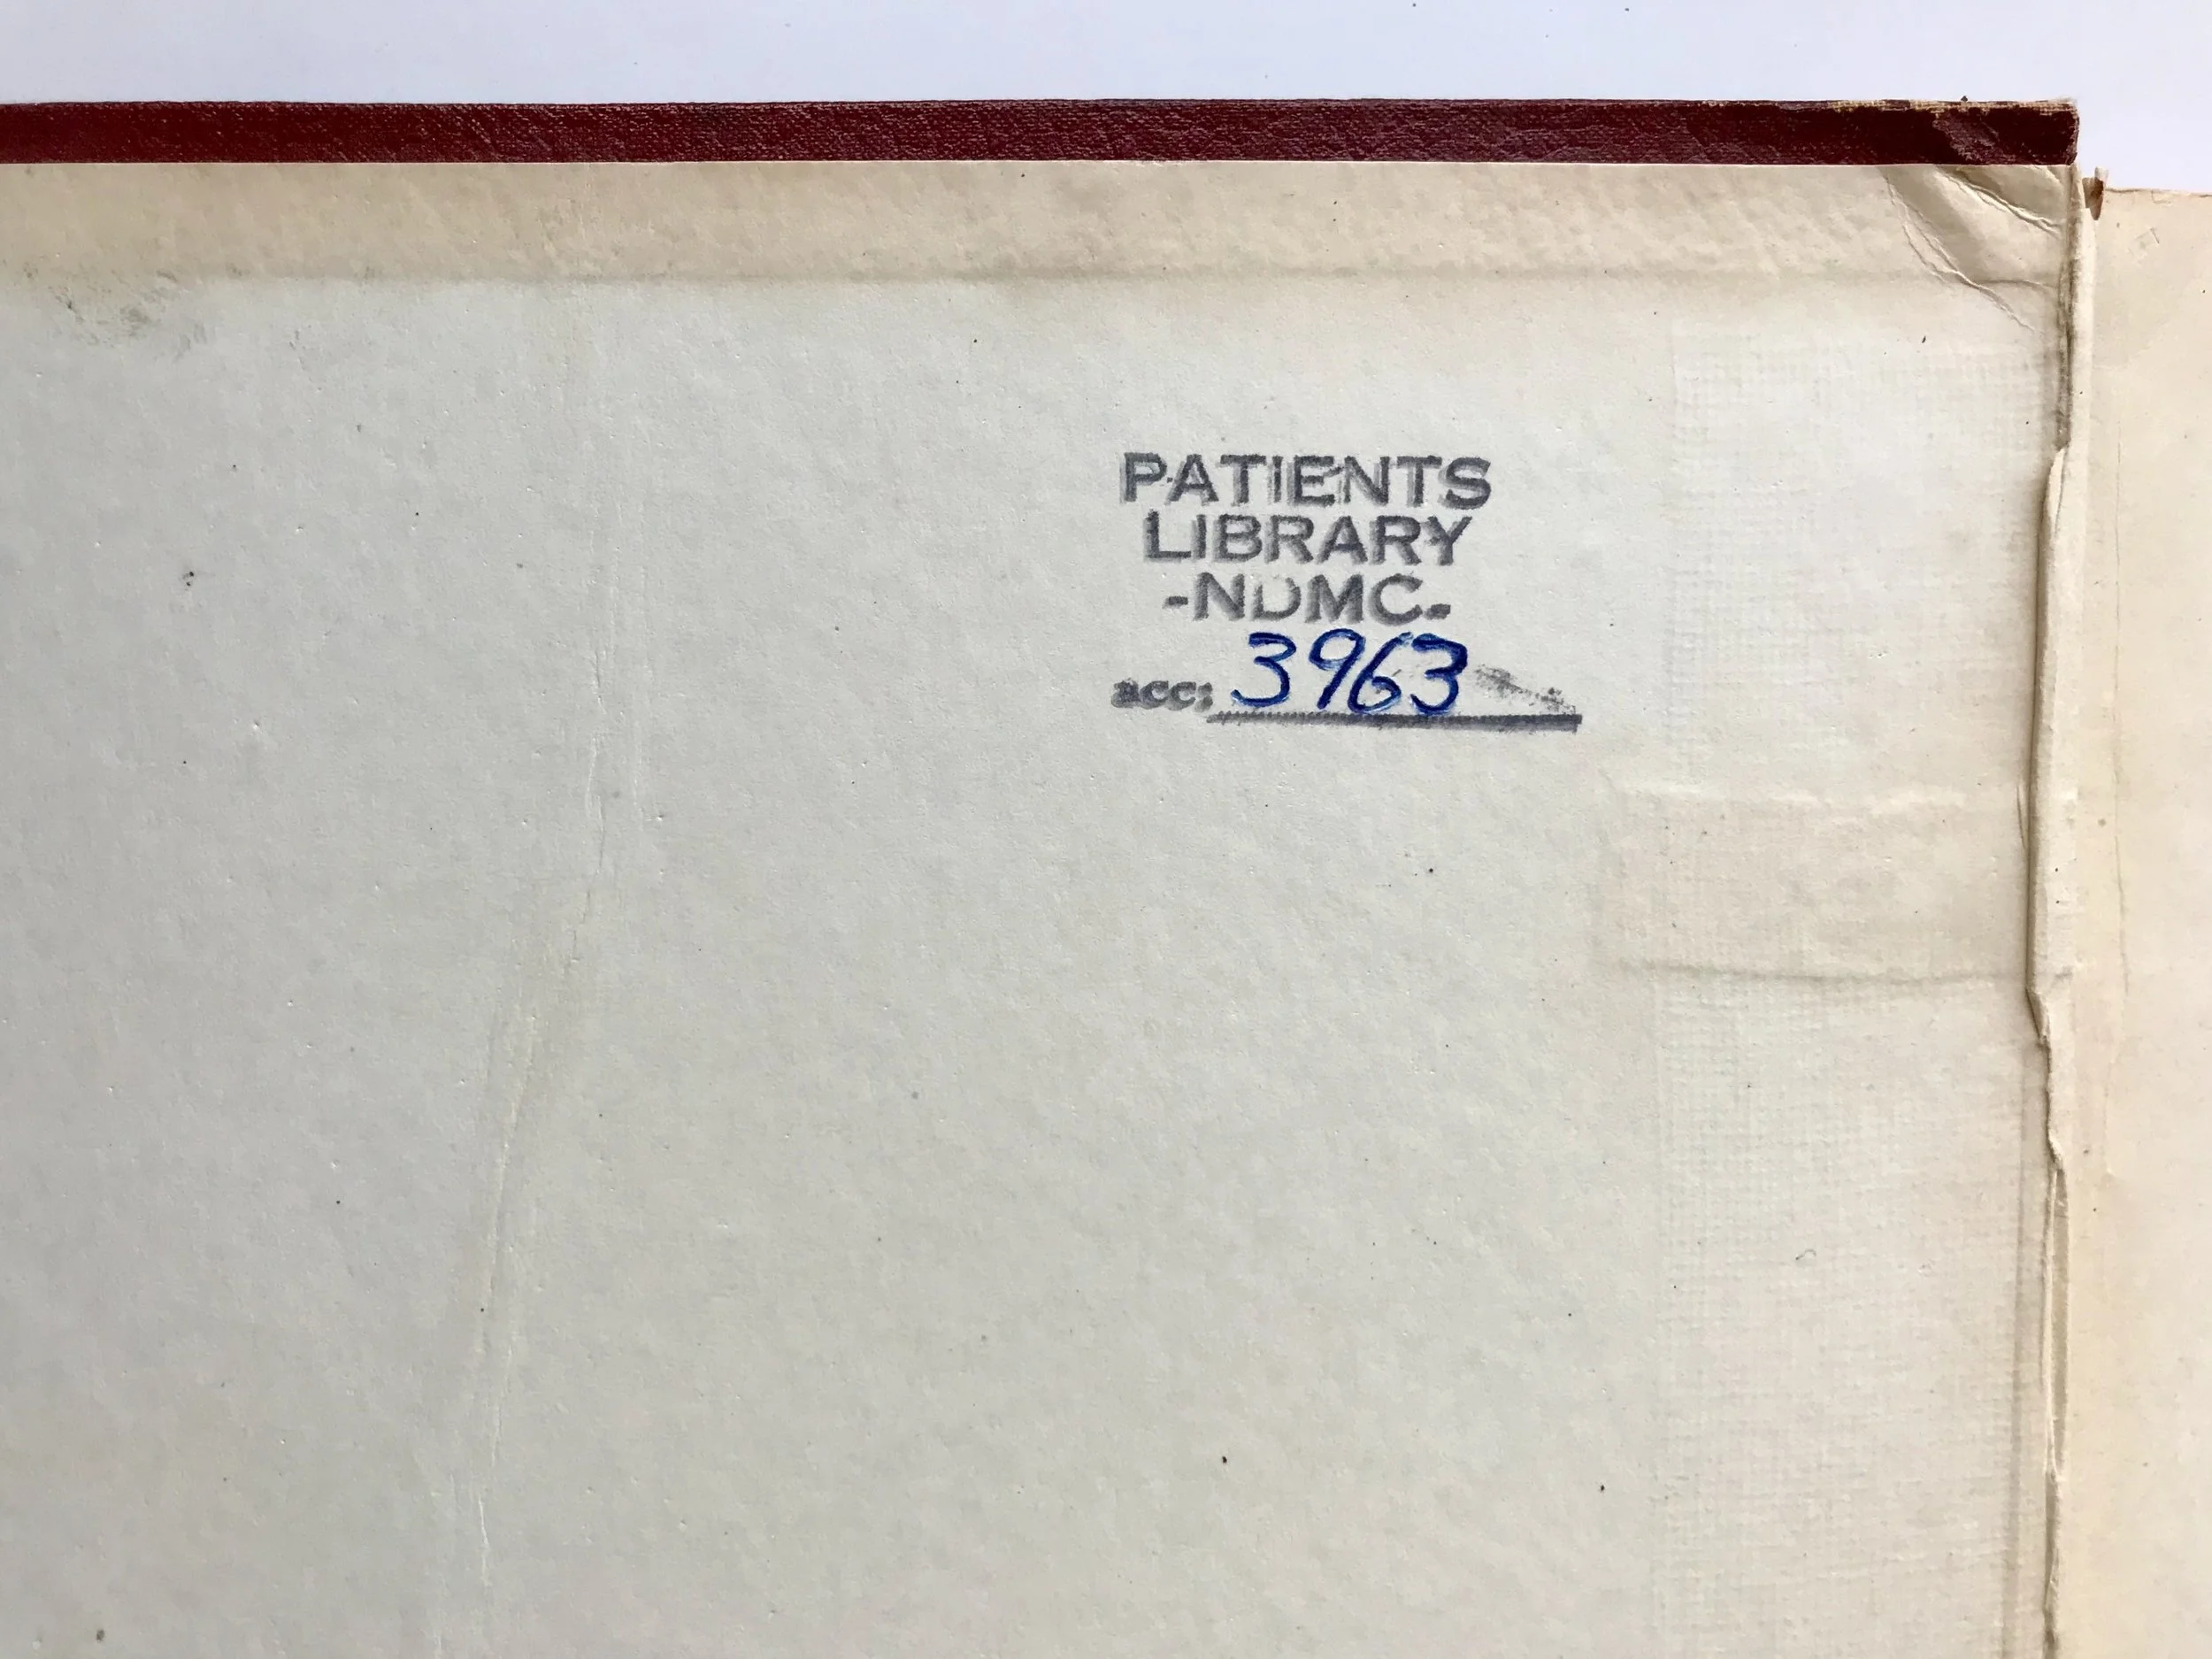 PATIENTS
LIBRARY
-NDMC-
acc: 3963